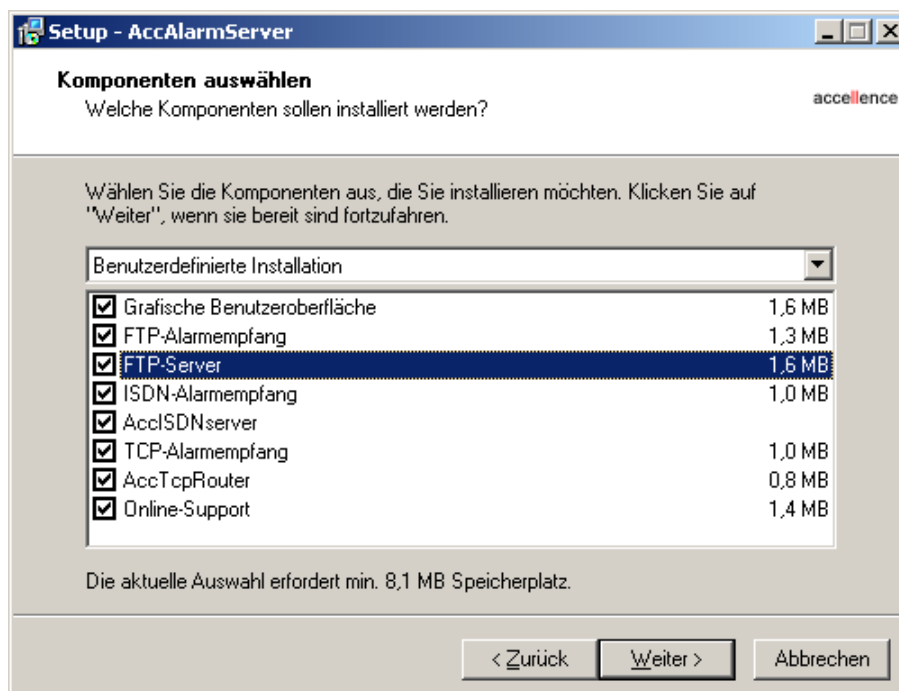 Setup - AccAlarmServer
Komponenten auswählen
Welche Komponenten sollen installiert werden?
accellence
Wählen Sie die Komponenten aus, die Sie installieren möchten. Klicken Sie auf
"Weiter", wenn sie bereit sind fortzufahren.
Benutzerdefinierte Installation
Grafische Benutzeroberfläche 1,6 MB
FTP-Alarmempfang 1,3 MB
FTP-Server 1,6 MB
ISDN-Alarmempfang 1,0 MB
AccISDNserver
TCP-Alarmempfang 1,0 MB
AccTcpRouter 0,8 MB
Online-Support 1,4 MB
Die aktuelle Auswahl erfordert min. 8,1 MB Speicherplatz.
< Zurück Weiter > Abbrechen